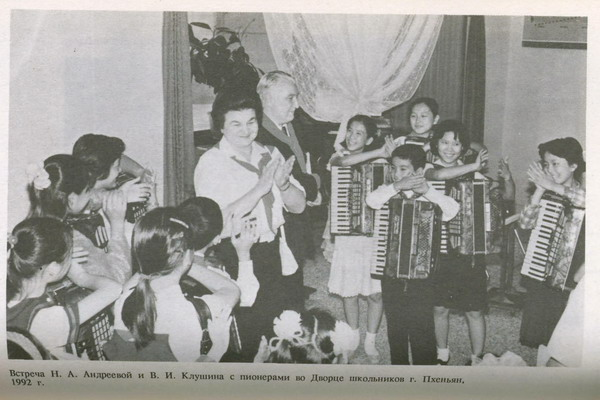 Встреча Н. А. Андреевой и В. И. Клушина с пионерами во Дворце школьников г. Пхеньян,
1992 г.